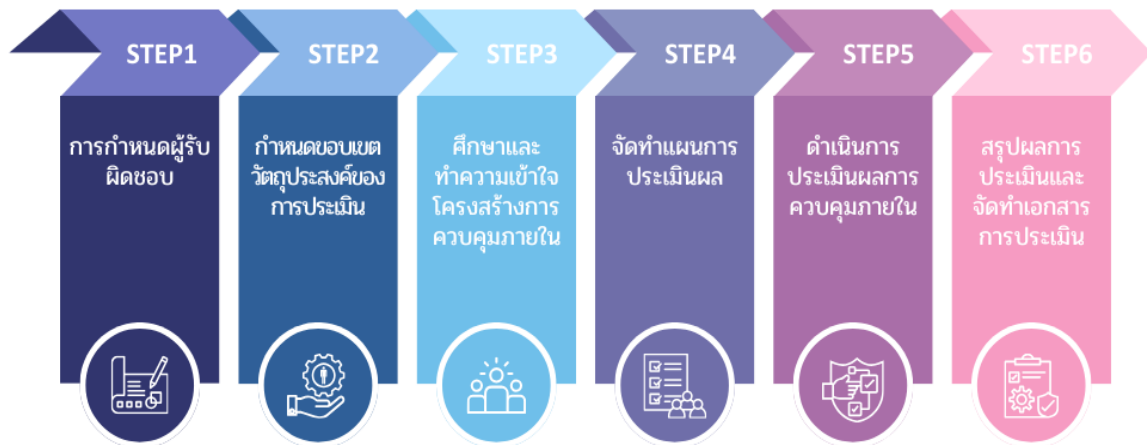 STEP1
การกำหนดผู้รับ
ผิดชอบ
STEP2
กำหนดขอบเขต
วัตถุประสงค์ของ
การประเมิน
STEP3
ศึกษาและ
ทำความเข้าใจ
โครงสร้างการ
ควบคุมภายใน
STEP4
จัดทำแผนการ
ประเมินผล
STEP5
ดำเนินการ
ประเมินผลการ
ควบคุมภายใน
STEP6
สรุปผลการ
ประเมินและ
จัดทำเอกสาร
การประเมิน